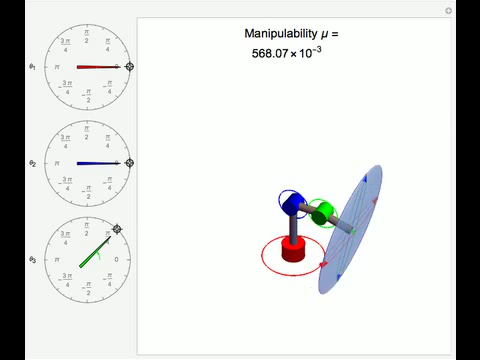 Manipulability μ =
568.07×10⁻³
θ₁
π/2
3π/4 π/4
π 0
-3π/4 -π/4
-π/2
θ₂
π/2
3π/4 π/4
π 0
-3π/4 -π/4
-π/2
θ₃
π/2
3π/4 π/4
π 0
-3π/4 -π/4
-π/2